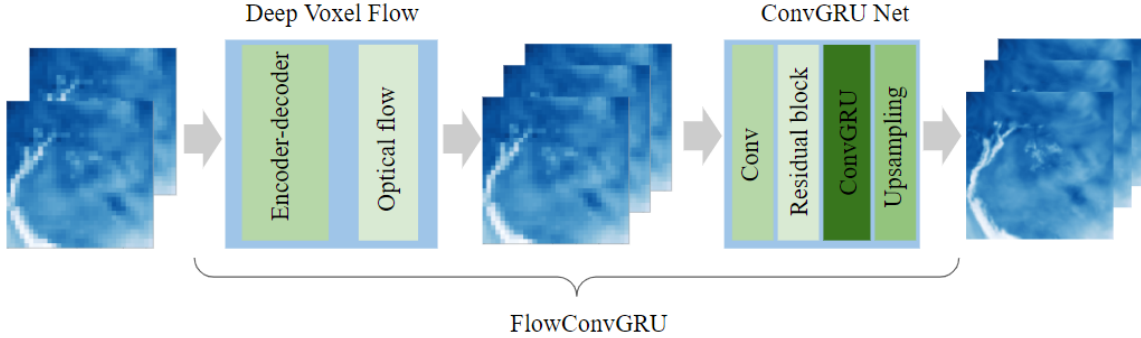 Deep Voxel Flow
ConvGRU Net
Encoder-decoder
Optical flow
Conv
Residual block
ConvGRU
Upsampling
FlowConvGRU